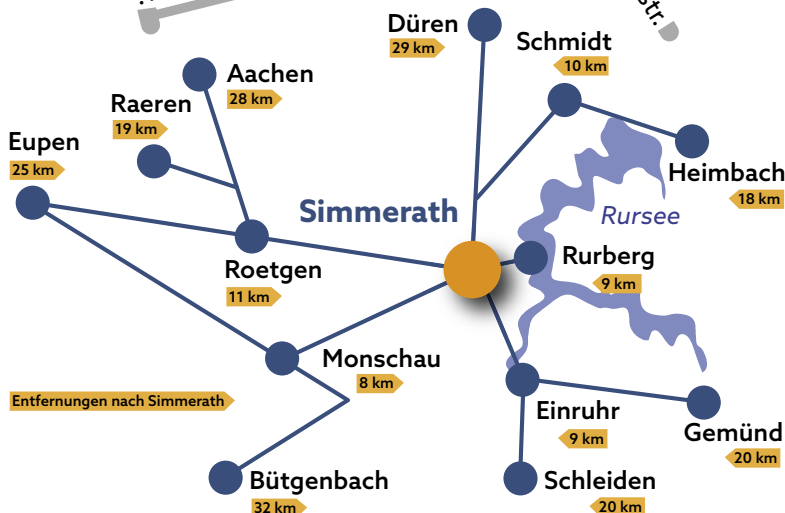 str.
Düren
29 km
Schmidt
10 km
Aachen
28 km
Raeren
19 km
Eupen
25 km
Heimbach
18 km
Simmerath
Rursee
Rurberg
9 km
Roetgen
11 km
Monschau
8 km
Entfernungen nach Simmerath
Einruhr
9 km
Gemünd
20 km
Bütgenbach
32 km
Schleiden
20 km